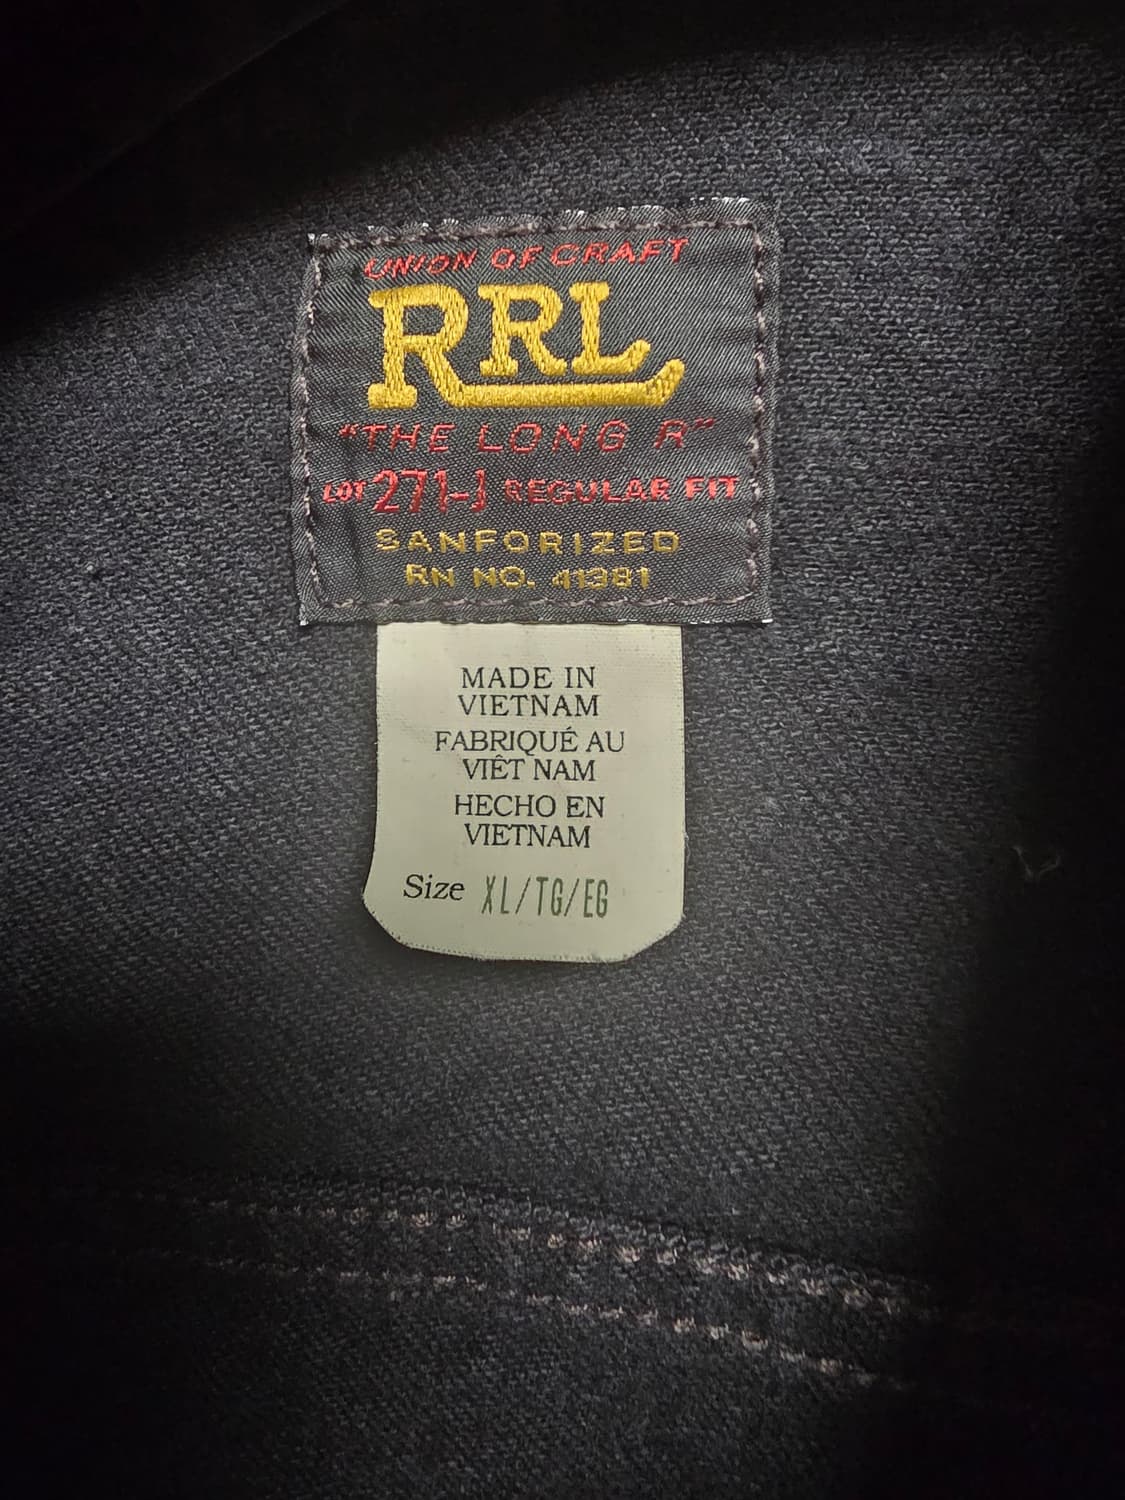 UNION OF CRAFT
RRL
"THE LONG R"
LOT 271-J REGULAR FIT
SANFORIZED
RN NO. 41381
MADE IN
VIETNAM
FABRIQUÉ AU
VIÊT NAM
HECHO EN
VIETNAM
Size XL/TG/EG